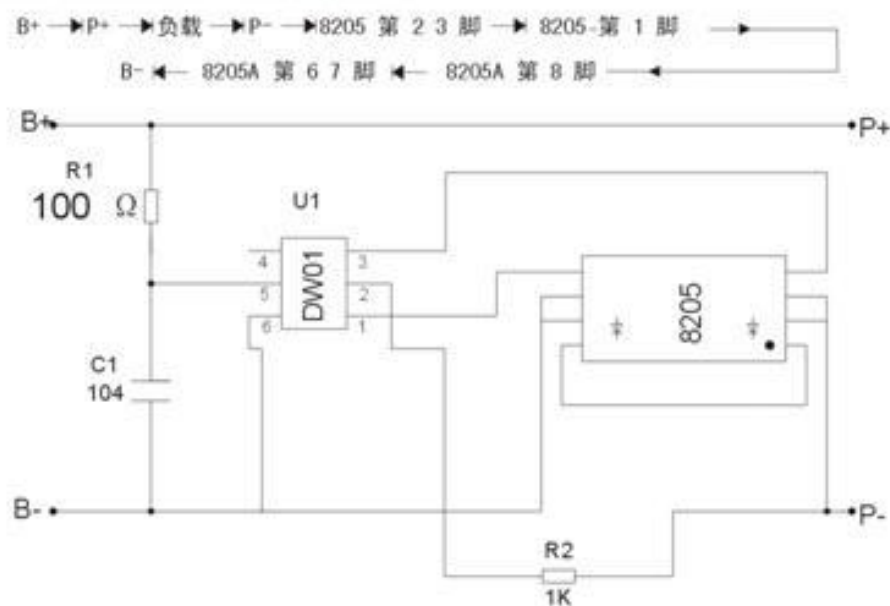 B+ →P+ →负载 →P- →8205 第 2 3 脚 →8205-第 1 脚
B- ← 8205A 第 6 7 脚 ← 8205A 第 8 脚
B+
P+
R1
100 Ω
U1
DW01
4
3
5
2
6
1
8205
C1
104
B-
P-
R2
1K